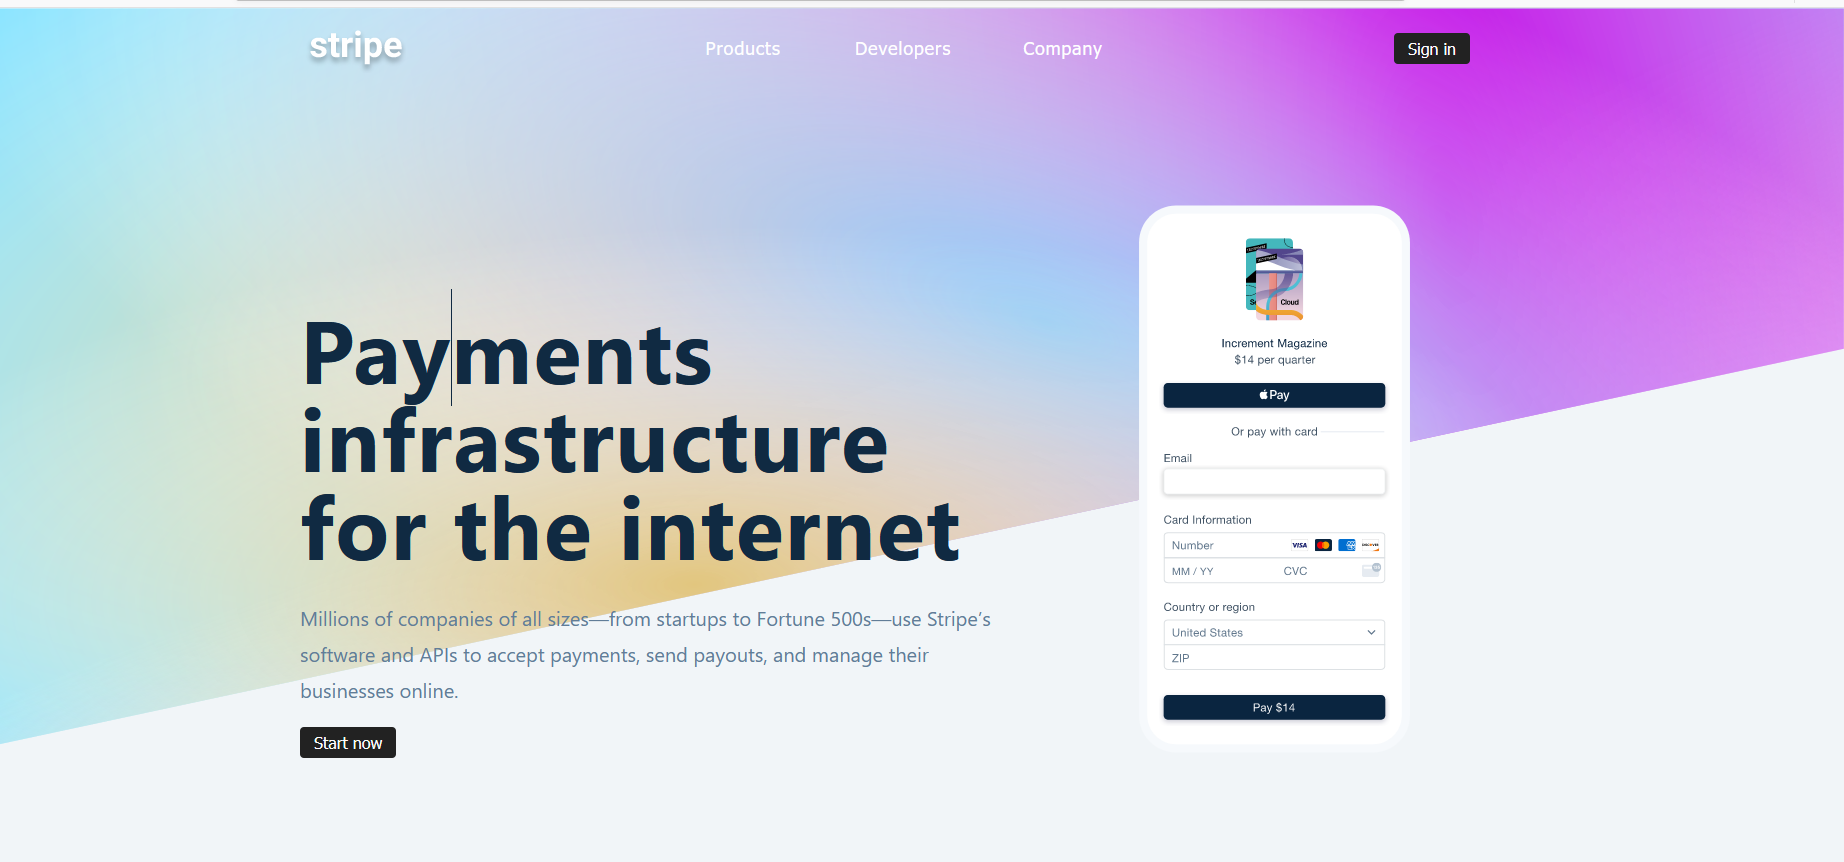 stripe
Products Developers Company
Sign in
Payments
infrastructure
for the internet
Millions of companies of all sizes—from startups to Fortune 500s—use Stripe’s
software and APIs to accept payments, send payouts, and manage their
businesses online.
Start now
Cloud
Increment Magazine
$14 per quarter
Pay
Or pay with card
Email
Card Information
Number VISA DISCOVER
MM / YY CVC
Country or region
United States
ZIP
Pay $14